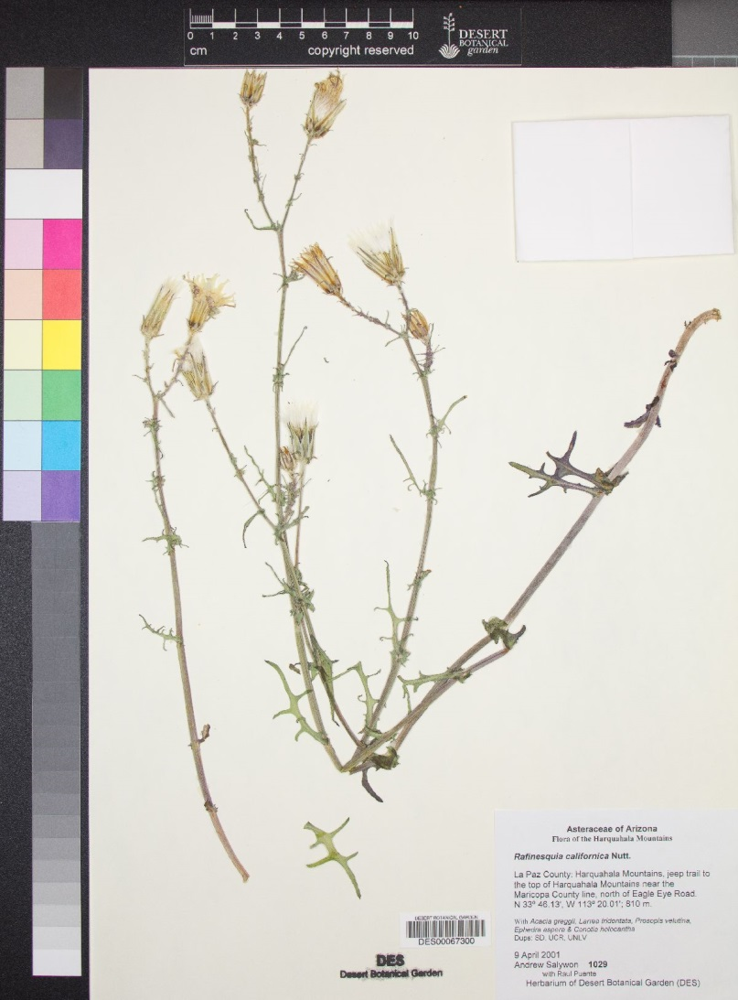 0 1 2 3 4 5 6 7 8 9 10
cm copyright reserved
DESERT
BOTANICAL
garden
Asteraceae of Arizona
Flora of the Harquahala Mountains
Rafinesquia californica Nutt.
La Paz County: Harquahala Mountains, jeep trail to
the top of Harquahala Mountains near the
Maricopa County line, north of Eagle Eye Road.
N 33º 46.13', W 113º 20.01'; 810 m.
With Acacia greggii, Larrea tridentata, Prosopis velutina,
Ephedra aspera & Canotia holocantha
Dups: SD, UCR, UNLV
9 April 2001
Andrew Salywon 1029
with Raul Puente
Herbarium of Desert Botanical Garden (DES)
DESERT BOTANICAL GARDEN
DES00067300
DES
Desert Botanical Garden